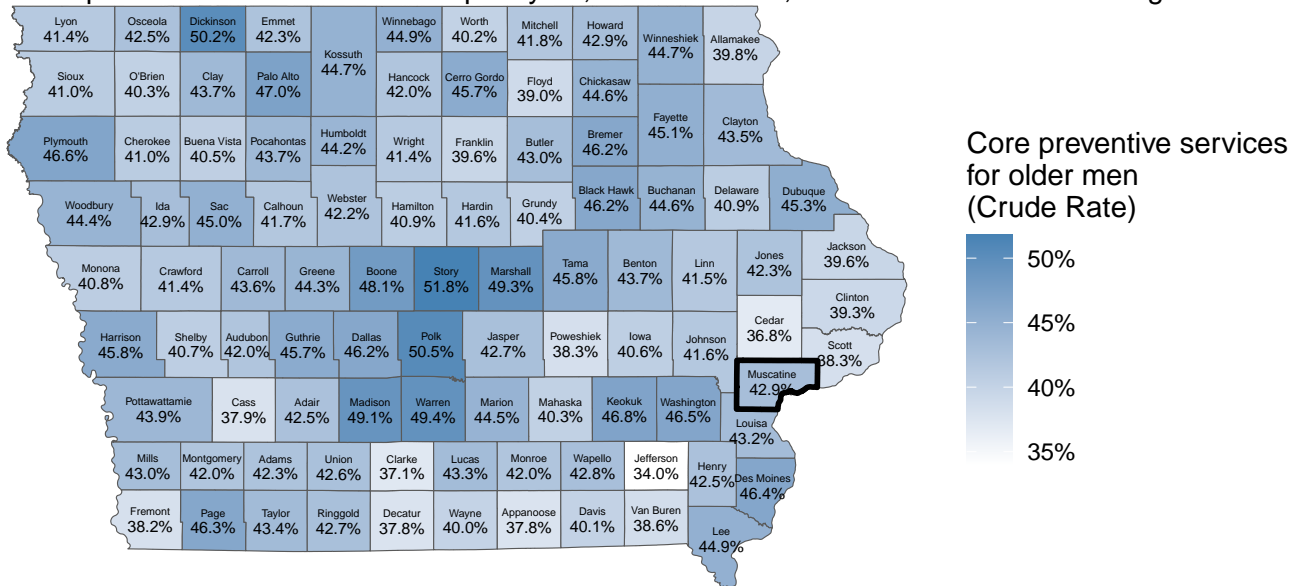 Lyon
41.4%
Osceola
42.5%
Dickinson
50.2%
Emmet
42.3%
Kossuth
44.7%
Winnebago
44.9%
Worth
40.2%
Mitchell
41.8%
Howard
42.9%
Winneshiek
44.7%
Allamakee
39.8%
Sioux
41.0%
O'Brien
40.3%
Clay
43.7%
Palo Alto
47.0%
Hancock
42.0%
Cerro Gordo
45.7%
Floyd
39.0%
Chickasaw
44.6%
Fayette
45.1%
Clayton
43.5%
Plymouth
46.6%
Cherokee
41.0%
Buena Vista
40.5%
Pocahontas
43.7%
Humboldt
44.2%
Wright
41.4%
Franklin
39.6%
Butler
43.0%
Bremer
46.2%
Woodbury
44.4%
Ida
42.9%
Sac
45.0%
Calhoun
41.7%
Webster
42.2%
Hamilton
40.9%
Hardin
41.6%
Grundy
40.4%
Black Hawk
46.2%
Buchanan
44.6%
Delaware
40.9%
Dubuque
45.3%
Monona
40.8%
Crawford
41.4%
Carroll
43.6%
Greene
44.3%
Boone
48.1%
Story
51.8%
Marshall
49.3%
Tama
45.8%
Benton
43.7%
Linn
41.5%
Jones
42.3%
Jackson
39.6%
Clinton
39.3%
Harrison
45.8%
Shelby
40.7%
Audubon
42.0%
Guthrie
45.7%
Dallas
46.2%
Polk
50.5%
Jasper
42.7%
Poweshiek
38.3%
Iowa
40.6%
Johnson
41.6%
Cedar
36.8%
Scott
38.3%
Muscatine
42.9%
Pottawattamie
43.9%
Cass
37.9%
Adair
42.5%
Madison
49.1%
Warren
49.4%
Marion
44.5%
Mahaska
40.3%
Keokuk
46.8%
Washington
46.5%
Louisa
43.2%
Mills
43.0%
Montgomery
42.0%
Adams
42.3%
Union
42.6%
Clarke
37.1%
Lucas
43.3%
Monroe
42.0%
Wapello
42.8%
Jefferson
34.0%
Henry
42.5%
Des Moines
46.4%
Fremont
38.2%
Page
46.3%
Taylor
43.4%
Ringgold
42.7%
Decatur
37.8%
Wayne
40.0%
Appanoose
37.8%
Davis
40.1%
Van Buren
38.6%
Lee
44.9%
Core preventive services
for older men
(Crude Rate)
50%
45%
40%
35%